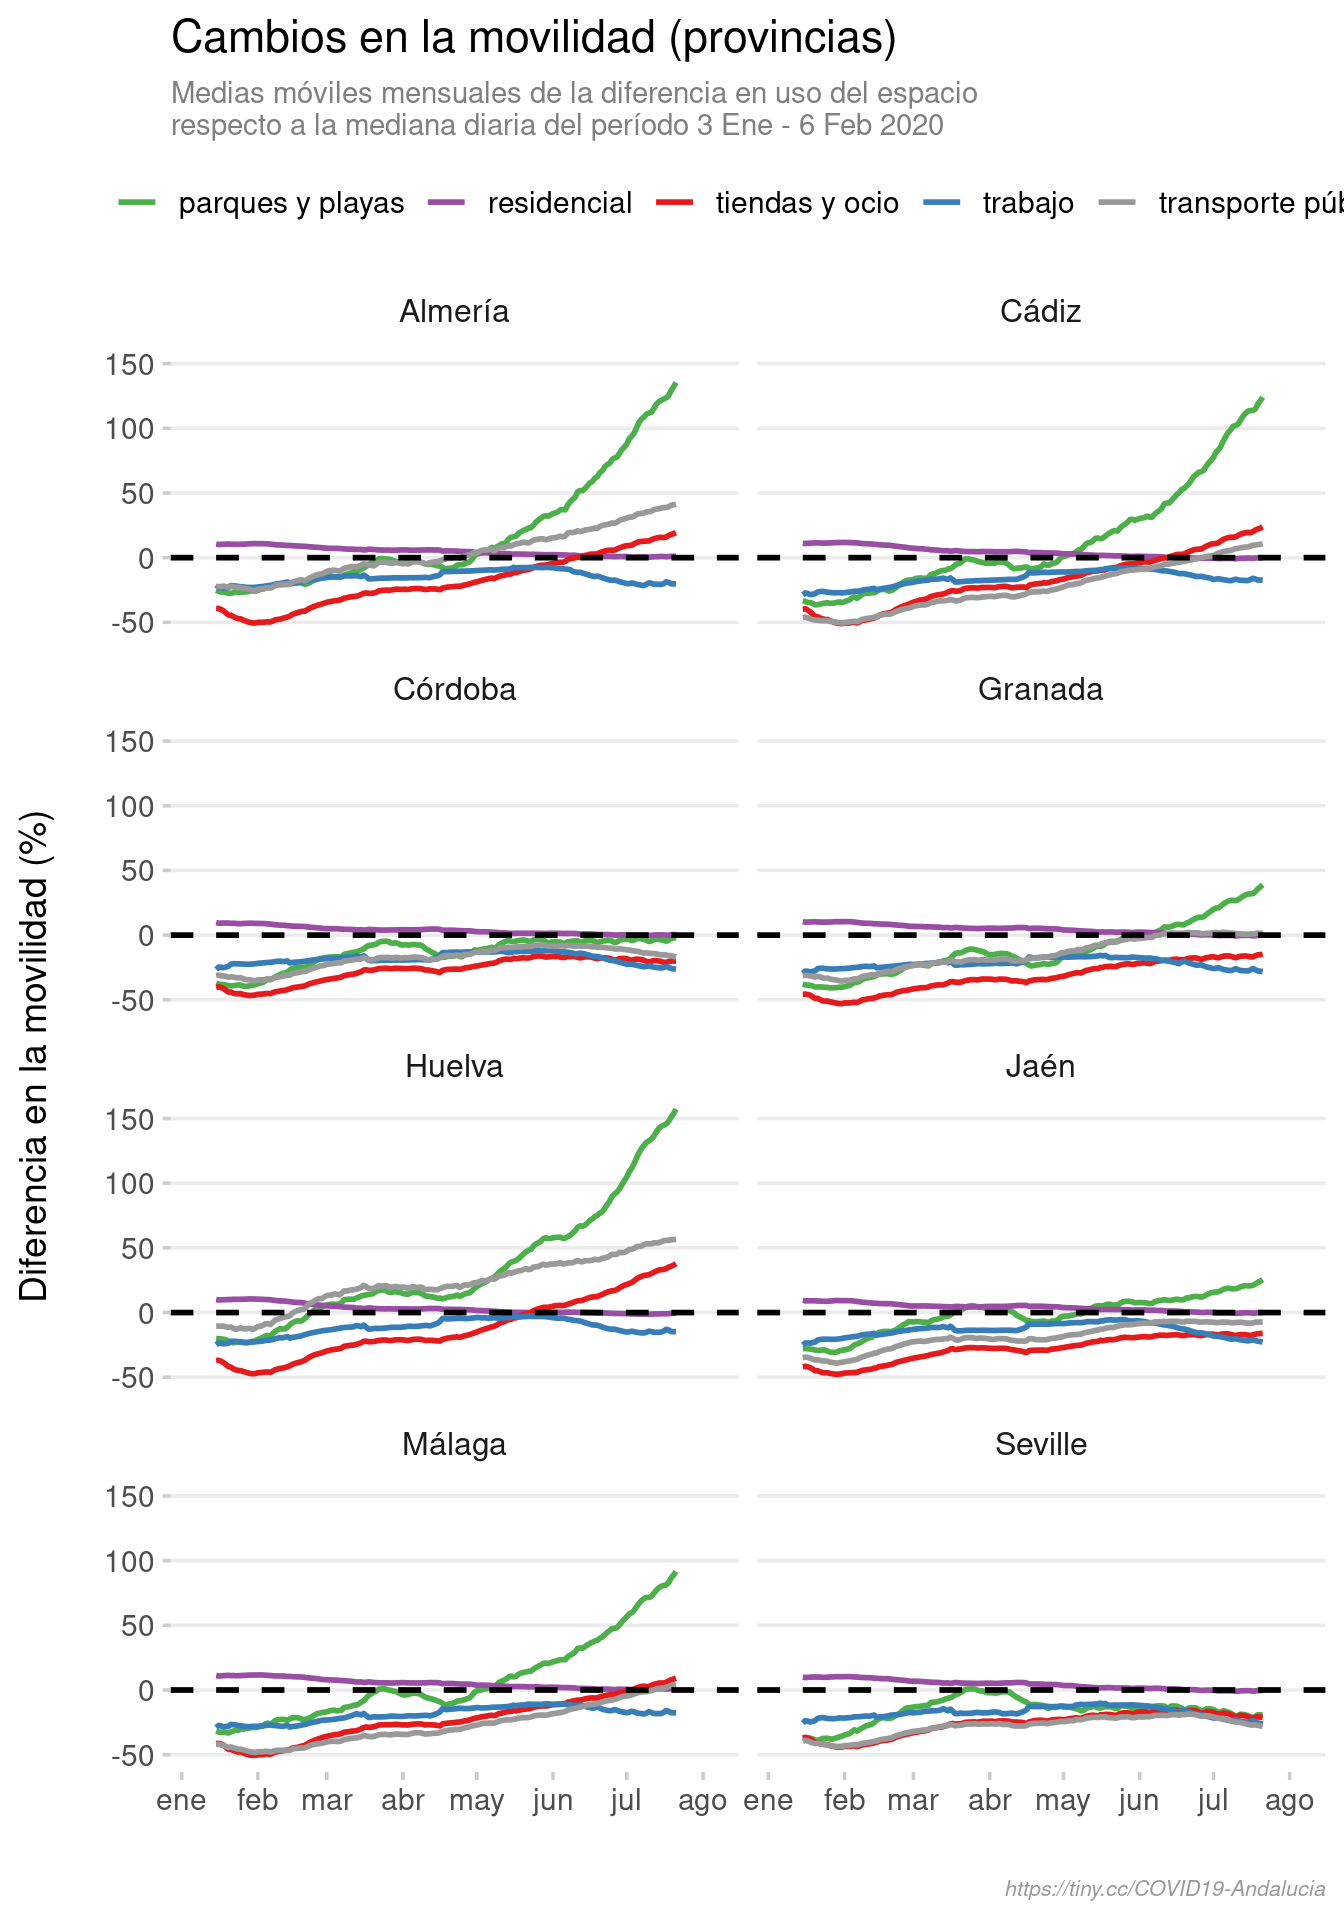 Cambios en la movilidad (provincias)
Medias móviles mensuales de la diferencia en uso del espacio
respecto a la mediana diaria del período 3 Ene - 6 Feb 2020
parques y playas residencial tiendas y ocio trabajo transporte púb
Almería Cádiz
150
100
50
0
-50
Córdoba Granada
150
100
50
0
-50
Huelva Jaén
150
100
50
0
-50
Málaga Seville
150
100
50
0
-50
Diferencia en la movilidad (%)
ene feb mar abr may jun jul ago ene feb mar abr may jun jul ago
https://tiny.cc/COVID19-Andalucia